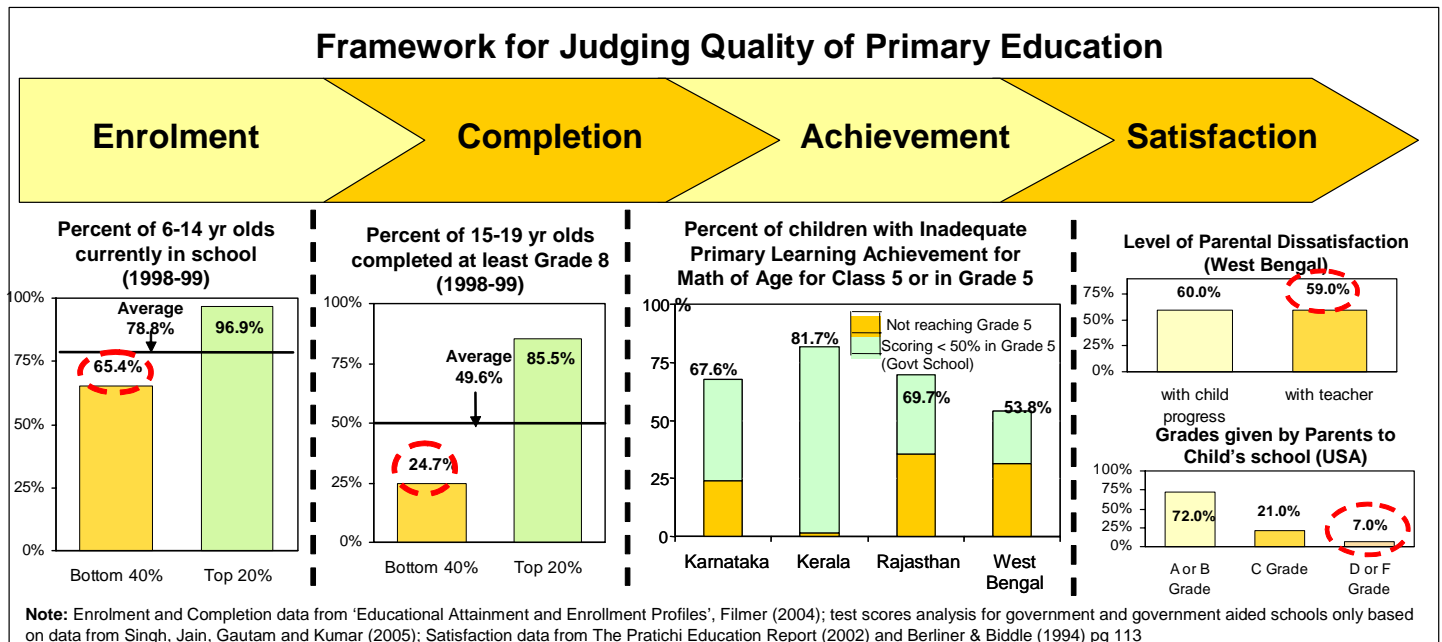 Framework for Judging Quality of Primary Education
Enrolment
Completion
Achievement
Satisfaction
Percent of 6-14 yr olds
currently in school
(1998-99)
100%
75%
50%
25%
0%
Average
78.8%
65.4%
96.9%
Bottom 40%
Top 20%
Percent of 15-19 yr olds
completed at least Grade 8
(1998-99)
100%
75%
50%
25%
0%
Average
49.6%
24.7%
85.5%
Bottom 40%
Top 20%
Percent of children with Inadequate
Primary Learning Achievement for
Math of Age for Class 5 or in Grade 5
100
%
75
50
25
0
Not reaching Grade 5
Scoring < 50% in Grade 5
(Govt School)
67.6%
81.7%
69.7%
53.8%
Karnataka
Kerala
Rajasthan
West
Bengal
Level of Parental Dissatisfaction
(West Bengal)
75%
50%
25%
0%
60.0%
59.0%
with child
progress
with teacher
Grades given by Parents to
Child's school (USA)
100%
75%
50%
25%
0%
72.0%
21.0%
7.0%
A or B
Grade
C Grade
D or F
Grade
Note: Enrolment and Completion data from 'Educational Attainment and Enrollment Profiles', Filmer (2004); test scores analysis for government and government aided schools only based
on data from Singh, Jain, Gautam and Kumar (2005); Satisfaction data from The Pratichi Education Report (2002) and Berliner & Biddle (1994) pg 113